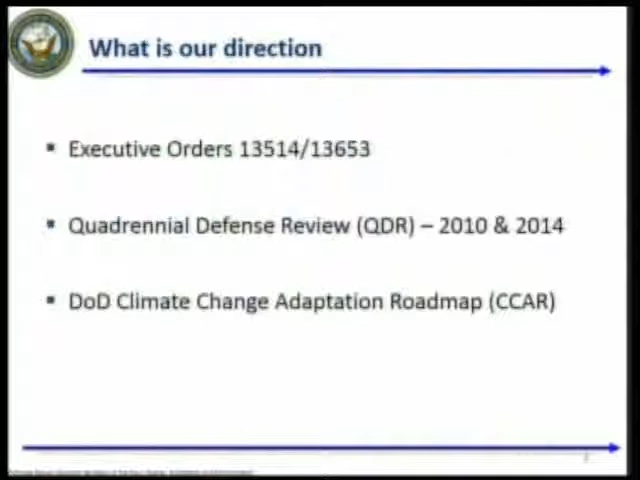 What is our direction
▪ Executive Orders 13514/13653
▪ Quadrennial Defense Review (QDR) – 2010 & 2014
▪ DoD Climate Change Adaptation Roadmap (CCAR)